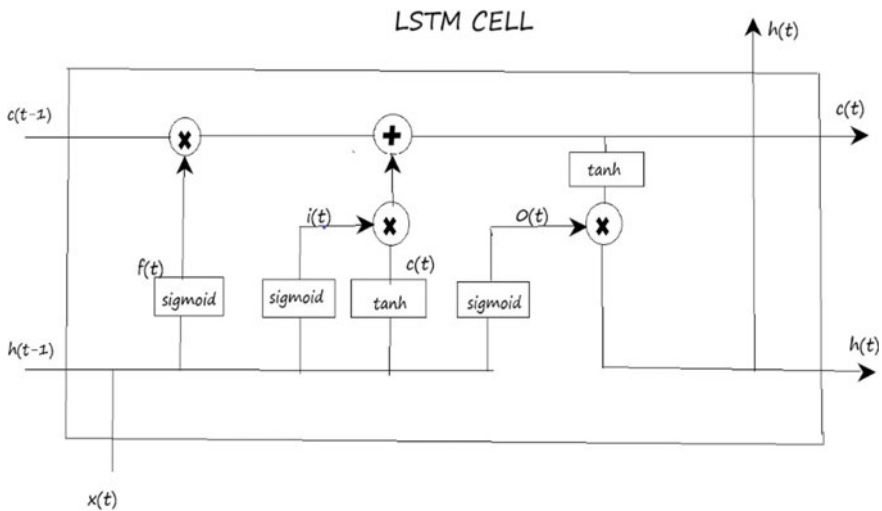 LSTM CELL
h(t)
c(t-1)
c(t)
×
+
tanh
i(t)
×
O(t)
×
f(t)
c(t)
sigmoid
sigmoid
tanh
sigmoid
h(t-1)
h(t)
x(t)